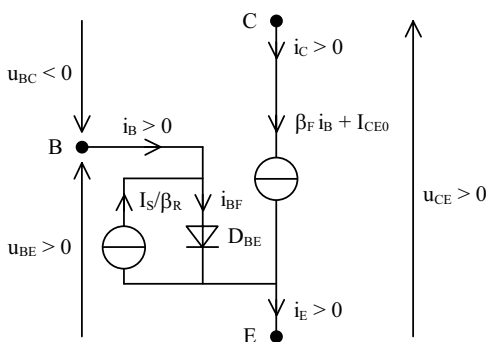 C
i_C > 0
u_BC < 0
β_F i_B + I_CE0
i_B > 0
B
I_S/β_R
i_BF
u_CE > 0
D_BE
u_BE > 0
i_E > 0
E